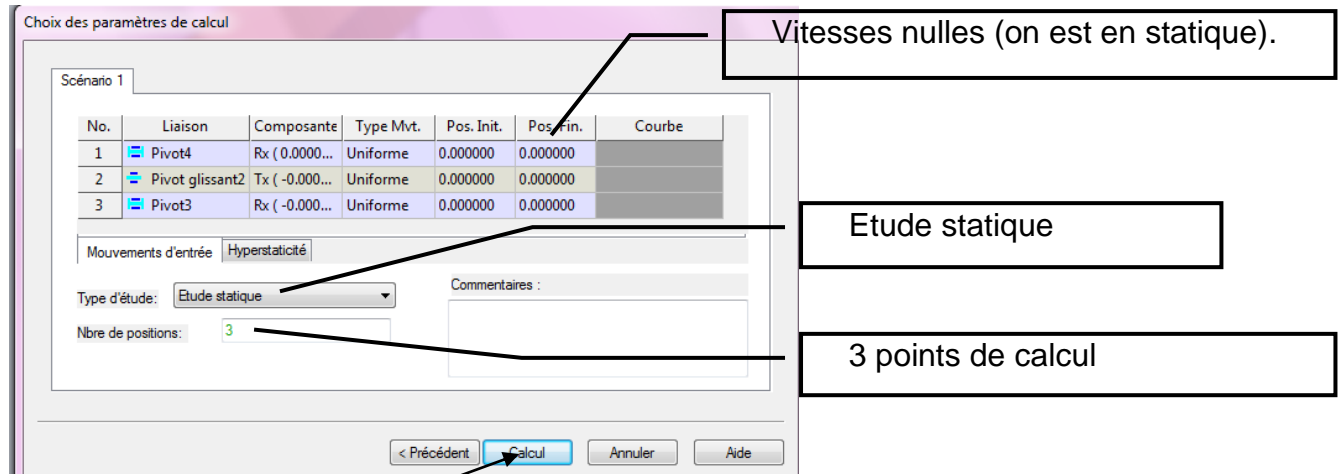 Choix des paramètres de calcul
Vitesses nulles (on est en statique).
Scénario 1
No. Liaison Composante Type Mvt. Pos. Init. Pos. Fin. Courbe
1 Pivot4 Rx ( 0.0000... Uniforme 0.000000 0.000000
2 Pivot glissant2 Tx ( -0.000... Uniforme 0.000000 0.000000
3 Pivot3 Rx ( -0.000... Uniforme 0.000000 0.000000
Etude statique
Mouvements d'entrée Hyperstaticité
Type d'étude: Etude statique Commentaires :
Nbre de positions: 3
3 points de calcul
< Précédent Calcul Annuler Aide